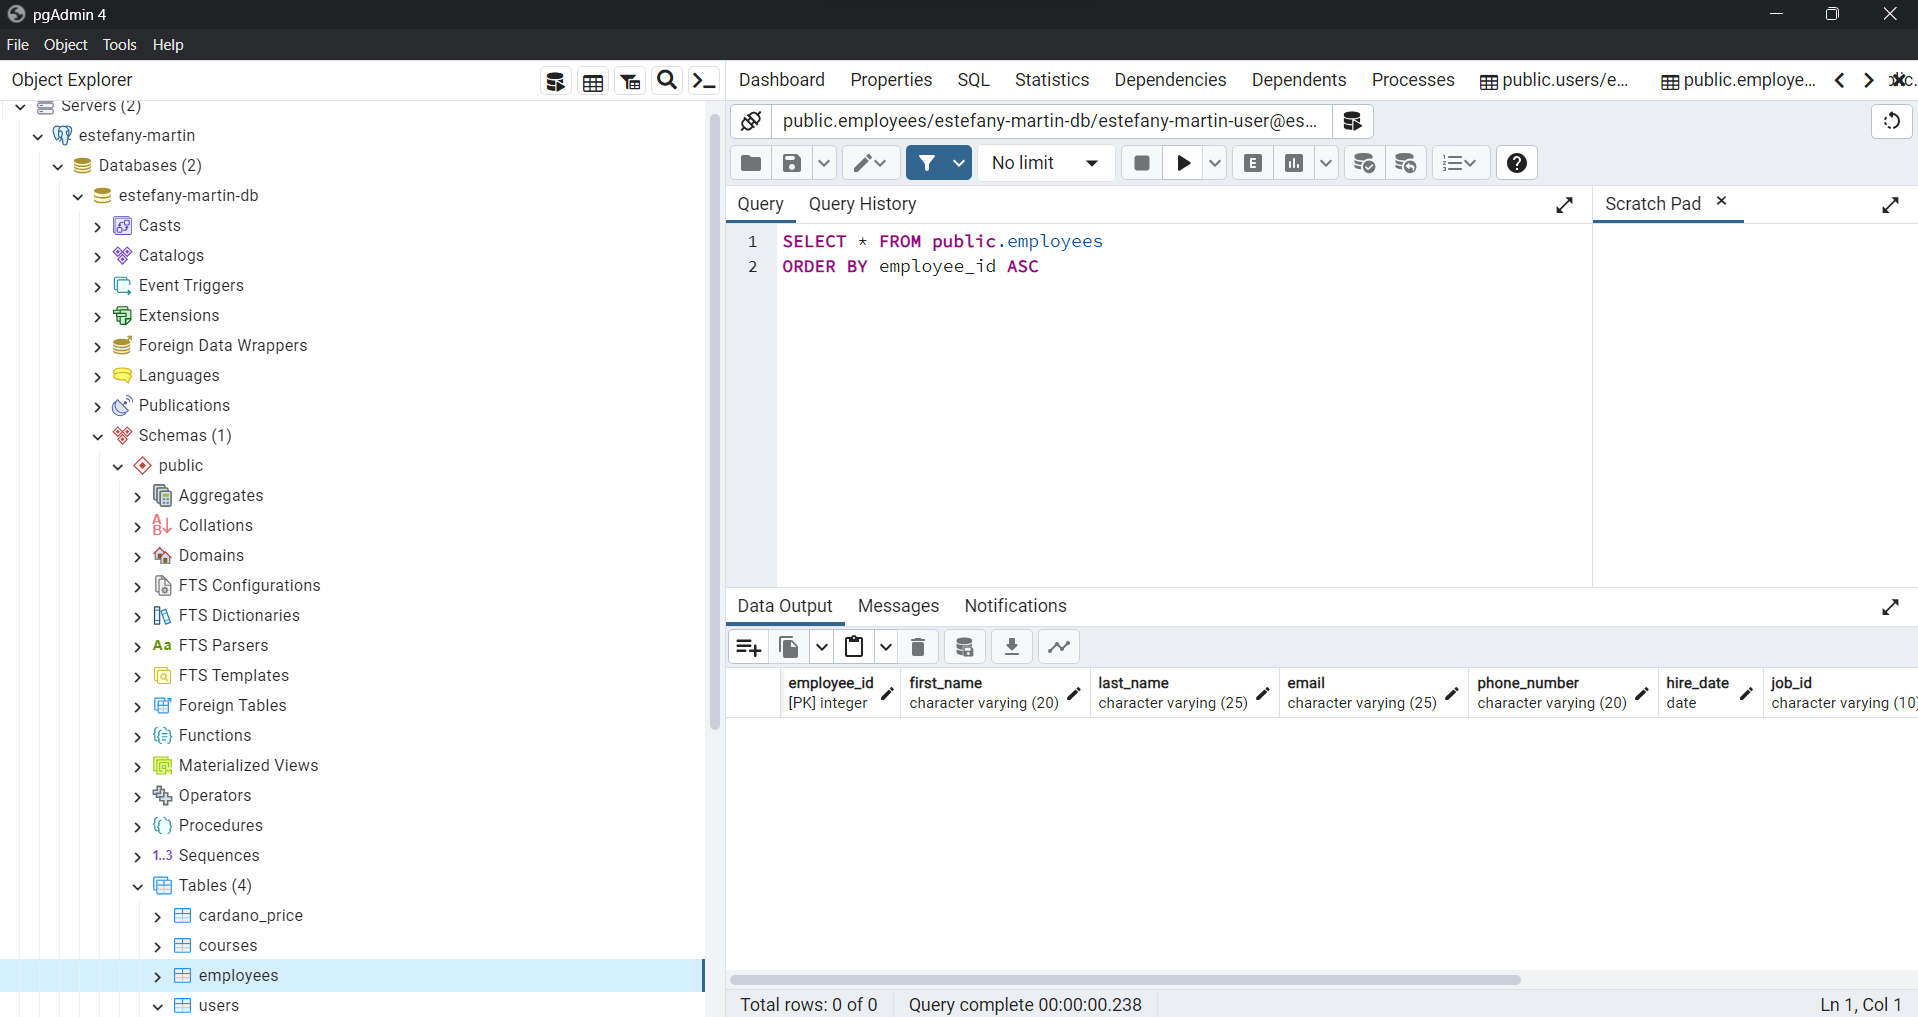 pgAdmin 4
File Object Tools Help
Object Explorer
Servers (2)
estefany-martin
Databases (2)
estefany-martin-db
Casts
Catalogs
Event Triggers
Extensions
Foreign Data Wrappers
Languages
Publications
Schemas (1)
public
Aggregates
Collations
Domains
FTS Configurations
FTS Dictionaries
Aa FTS Parsers
FTS Templates
Foreign Tables
Functions
Materialized Views
Operators
Procedures
1..3 Sequences
Tables (4)
cardano_price
courses
employees
users
Dashboard Properties SQL Statistics Dependencies Dependents Processes public.users/e... public.employe...
public.employees/estefany-martin-db/estefany-martin-user@es...
No limit
E
Query Query History
Scratch Pad
1 SELECT * FROM public.employees
2 ORDER BY employee_id ASC
Data Output Messages Notifications
employee_id first_name last_name email phone_number hire_date job_id
[PK] integer character varying (20) character varying (25) character varying (25) character varying (20) date character varying (10)
Total rows: 0 of 0 Query complete 00:00:00.238 Ln 1, Col 1